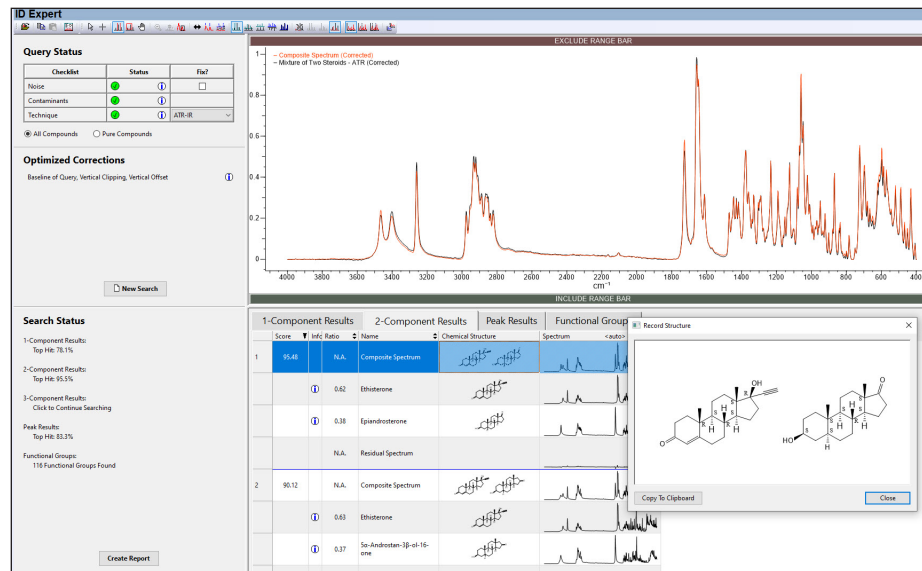 ID Expert
Query Status
Checklist Status Fix?
Noise
Contaminants
Technique ATR-IR
All Compounds Pure Compounds
Optimized Corrections
Baseline of Query, Vertical Clipping, Vertical Offset
New Search
Search Status
1-Component Results:
Top Hit: 78.1%
2-Component Results:
Top Hit: 95.5%
3-Component Results:
Click to Continue Searching
Peak Results:
Top Hit: 83.3%
Functional Groups:
116 Functional Groups Found
Create Report
EXCLUDE RANGE BAR
Composite Spectrum (Corrected)
Mixture of Two Steroids - ATR (Corrected)
1
0.8
0.6
0.4
0.2
0
4000 3800 3600 3400 3200 3000 2800 2600 2400 2200 2000 1800 1600 1400 1200 1000 800 600 400
cm⁻¹
INCLUDE RANGE BAR
1-Component Results 2-Component Results Peak Results Functional Group
Score Info Ratio Name Chemical Structure Spectrum <auto>
1 95.48 N.A. Composite Spectrum
0.62 Ethisterone
0.38 Epiandrosterone
N.A. Residual Spectrum
2 90.12 N.A. Composite Spectrum
0.63 Ethisterone
0.37 5α-Androstan-3β-ol-16-
one
Record Structure
OH
O
H
S
R
HO
Copy To Clipboard
Close